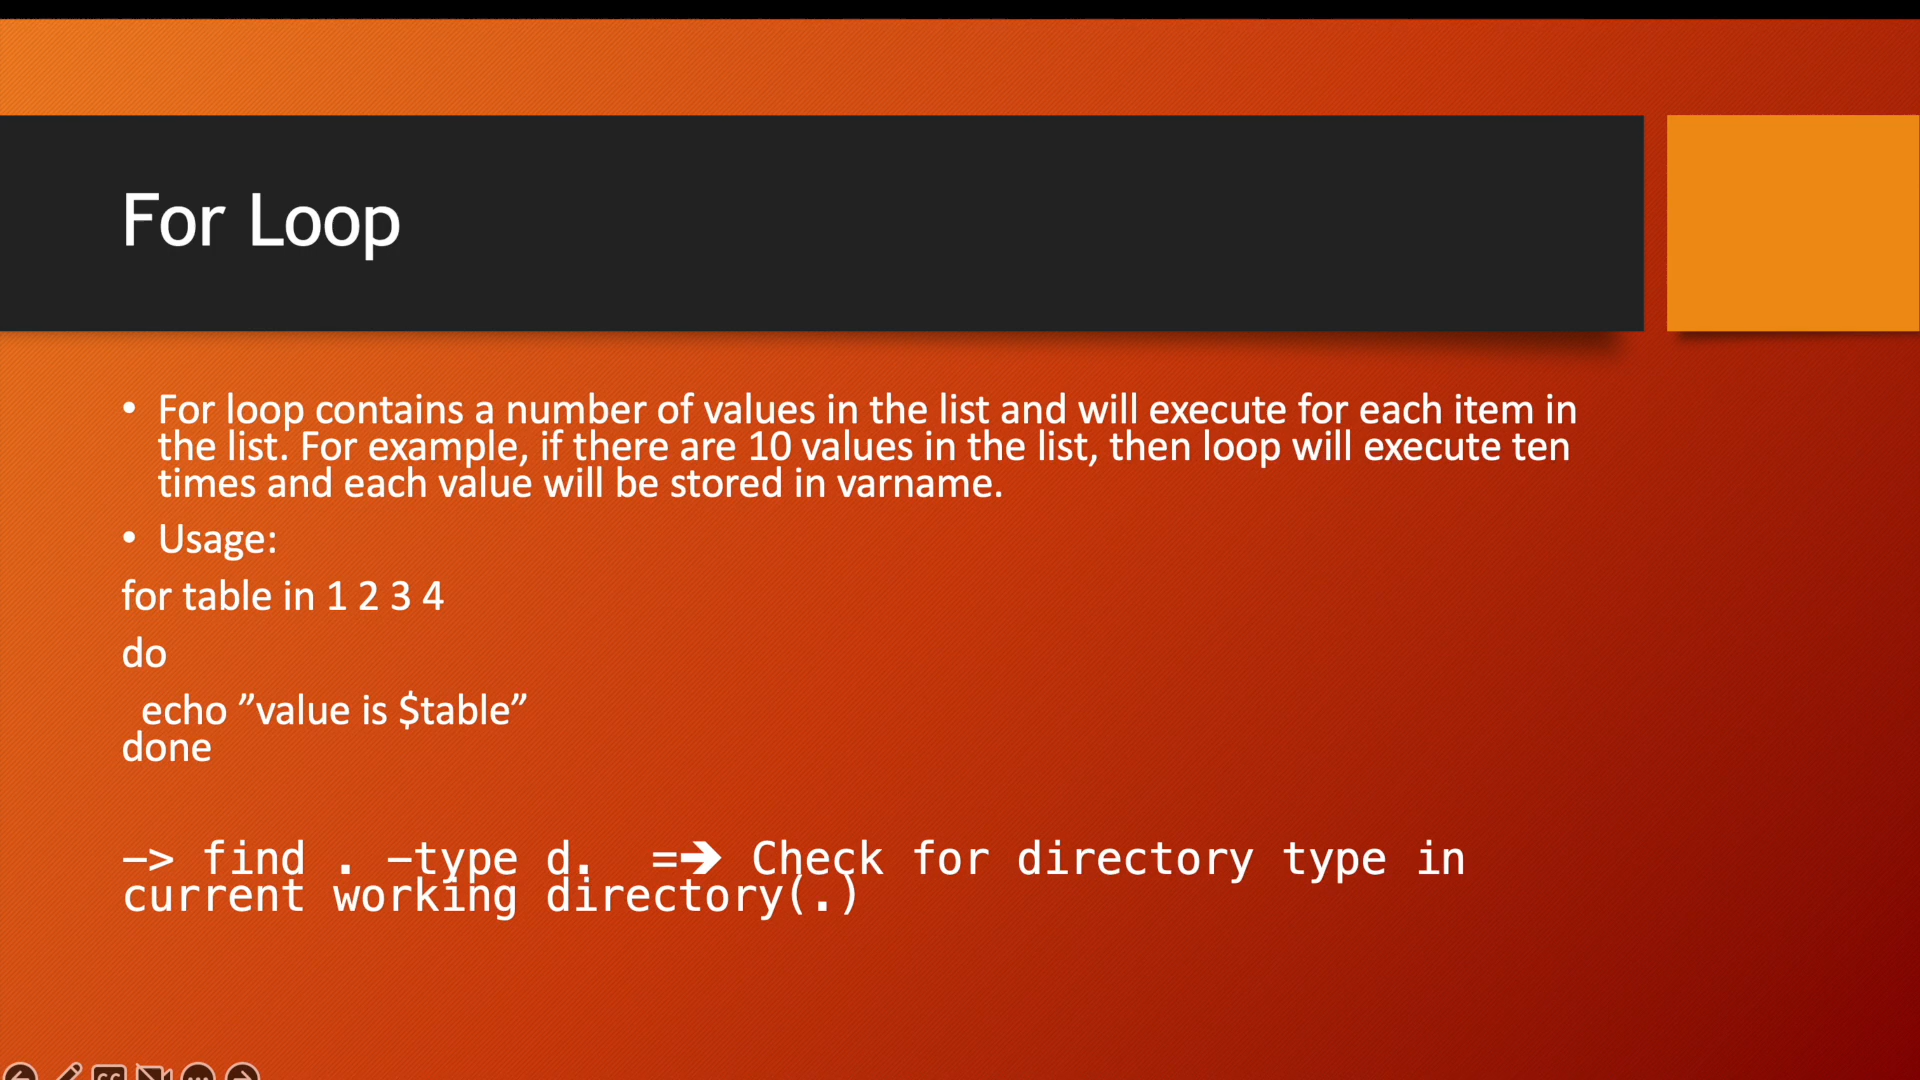 For Loop
• For loop contains a number of values in the list and will execute for each item in
the list. For example, if there are 10 values in the list, then loop will execute ten
times and each value will be stored in varname.
• Usage:
for table in 1 2 3 4
do
echo ”value is $table”
done
–> find . –type d.  =➔ Check for directory type in
current working directory(.)
CC